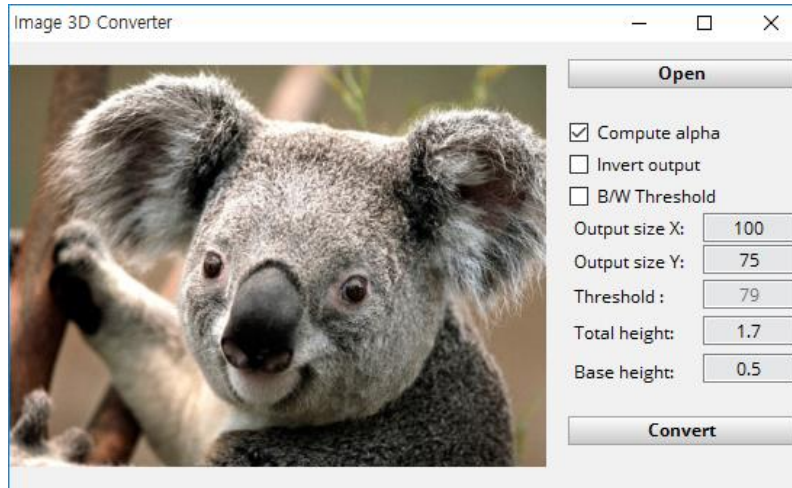 Image 3D Converter
Open
Compute alpha
Invert output
B/W Threshold
Output size X: 100
Output size Y: 75
Threshold : 79
Total height: 1.7
Base height: 0.5
Convert